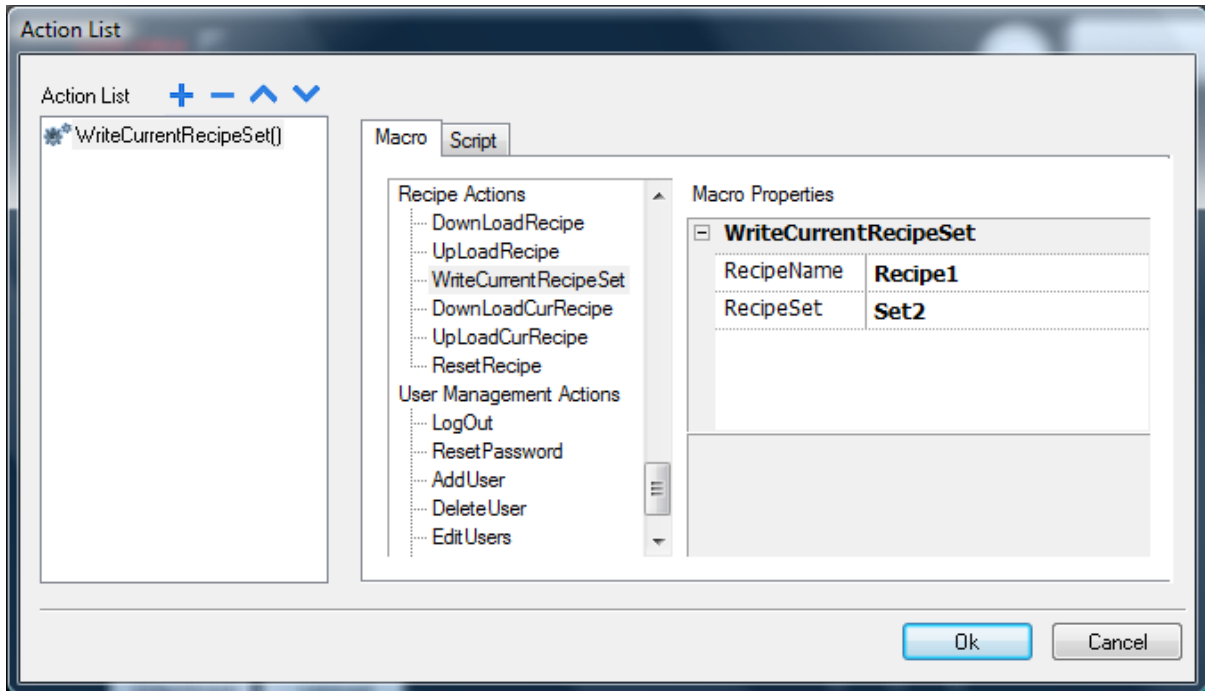 Action List
Action List
WriteCurrentRecipeSet()
Macro
Script
Recipe Actions
DownLoadRecipe
UpLoadRecipe
WriteCurrentRecipeSet
DownLoadCurRecipe
UpLoadCurRecipe
ResetRecipe
User Management Actions
LogOut
ResetPassword
AddUser
DeleteUser
EditUsers
Macro Properties
WriteCurrentRecipeSet
RecipeName Recipe1
RecipeSet Set2
Ok Cancel